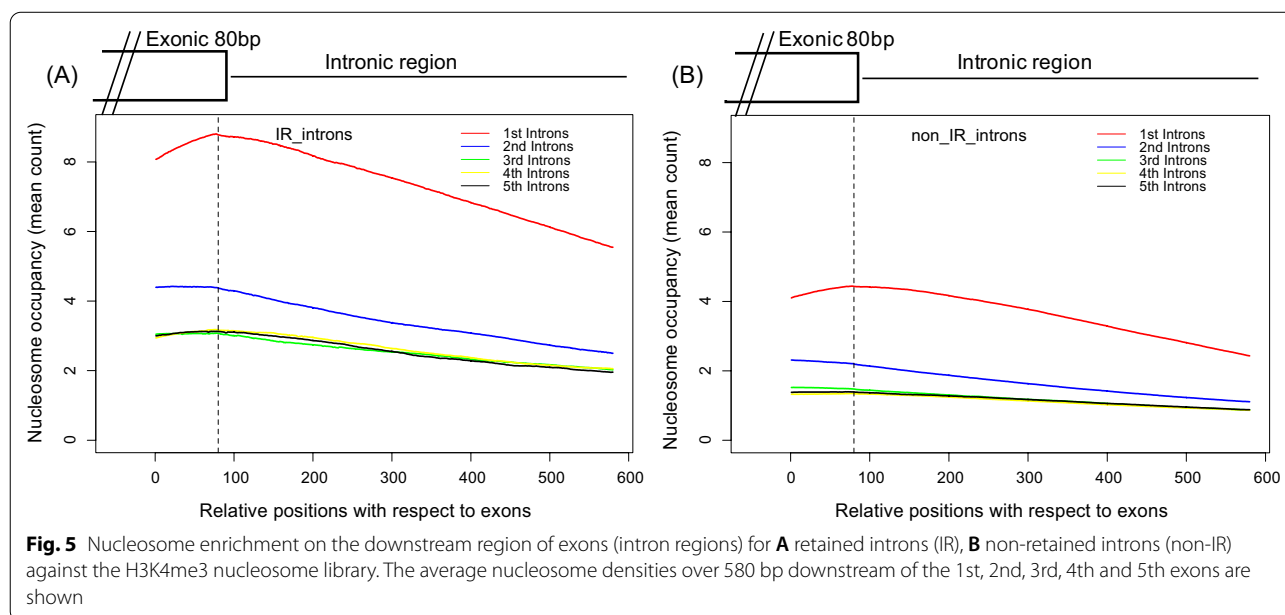 Exonic 80bp
(A)
Intronic region
IR_introns
1st Introns
2nd Introns
3rd Introns
4th Introns
5th Introns
Nucleosome occupancy (mean count)
8
6
4
2
0
0 100 200 300 400 500 600
Relative positions with respect to exons
Exonic 80bp
(B)
Intronic region
non_IR_introns
1st Introns
2nd Introns
3rd Introns
4th Introns
5th Introns
Nucleosome occupancy (mean count)
8
6
4
2
0
0 100 200 300 400 500 600
Relative positions with respect to exons
Fig. 5 Nucleosome enrichment on the downstream region of exons (intron regions) for A retained introns (IR), B non-retained introns (non-IR)
against the H3K4me3 nucleosome library. The average nucleosome densities over 580 bp downstream of the 1st, 2nd, 3rd, 4th and 5th exons are
shown